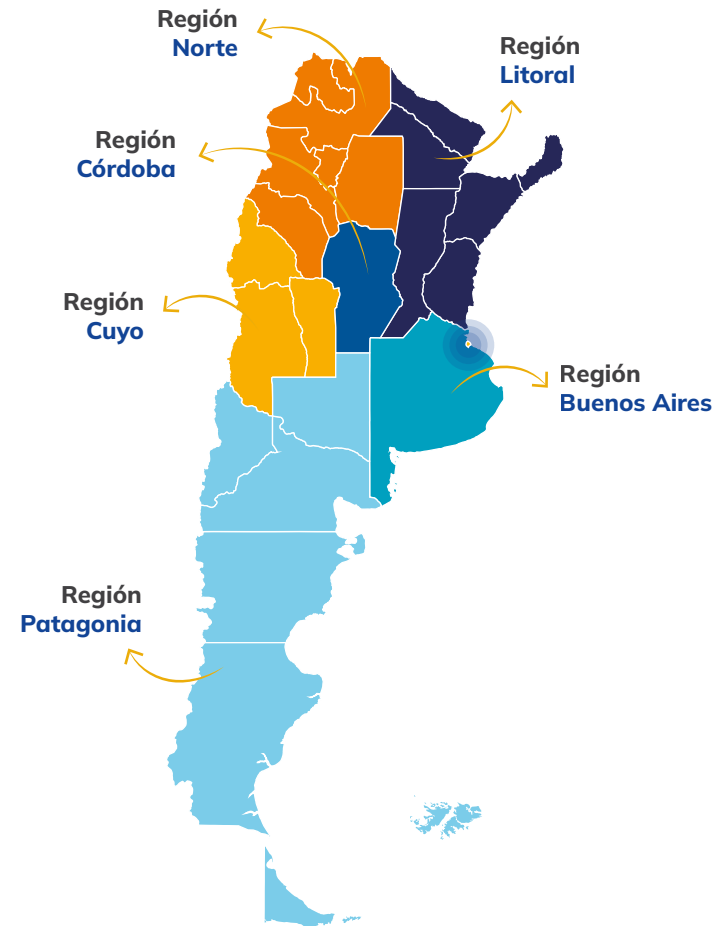 Región
Norte
Región
Litoral
Región
Córdoba
Región
Cuyo
Región
Buenos Aires
Región
Patagonia